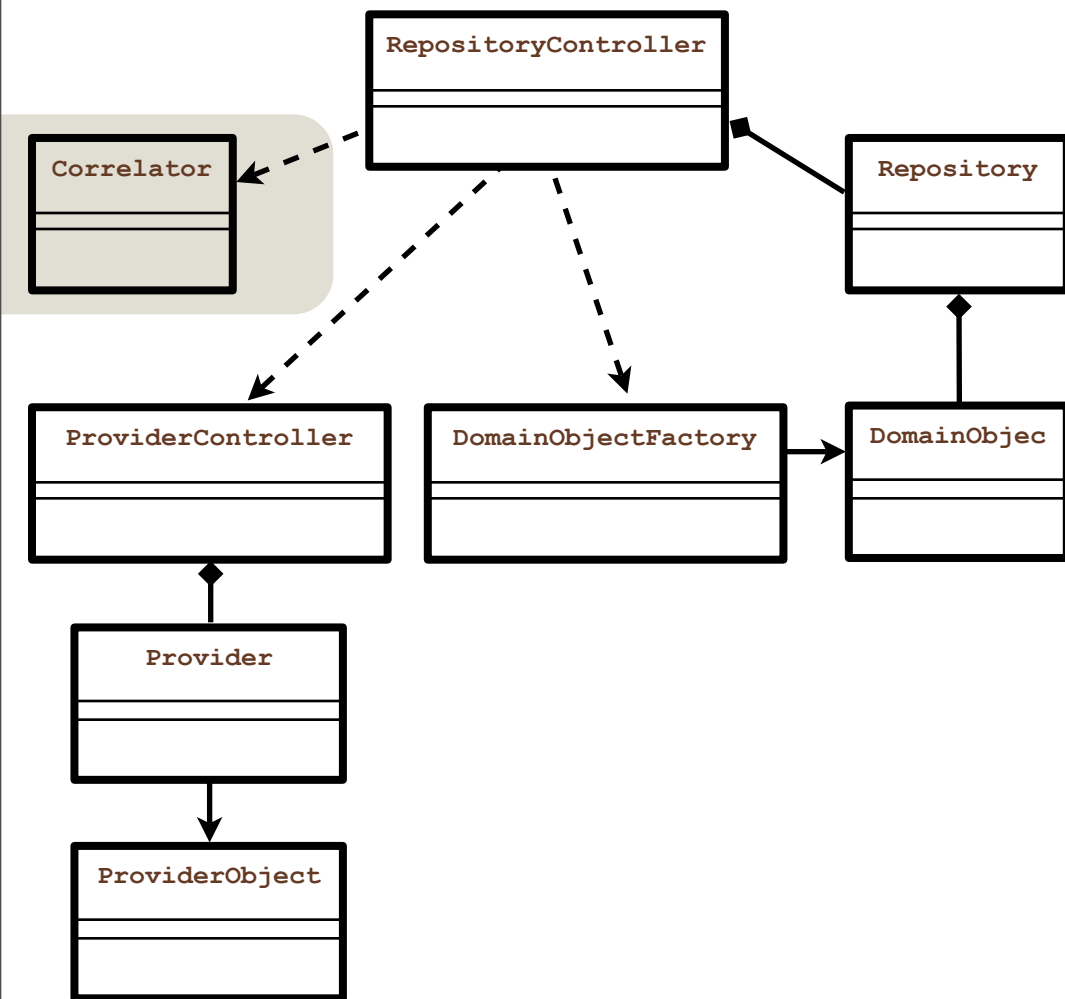 RepositoryController
Correlator
Repository
ProviderController
DomainObjectFactory
DomainObjec
Provider
ProviderObject